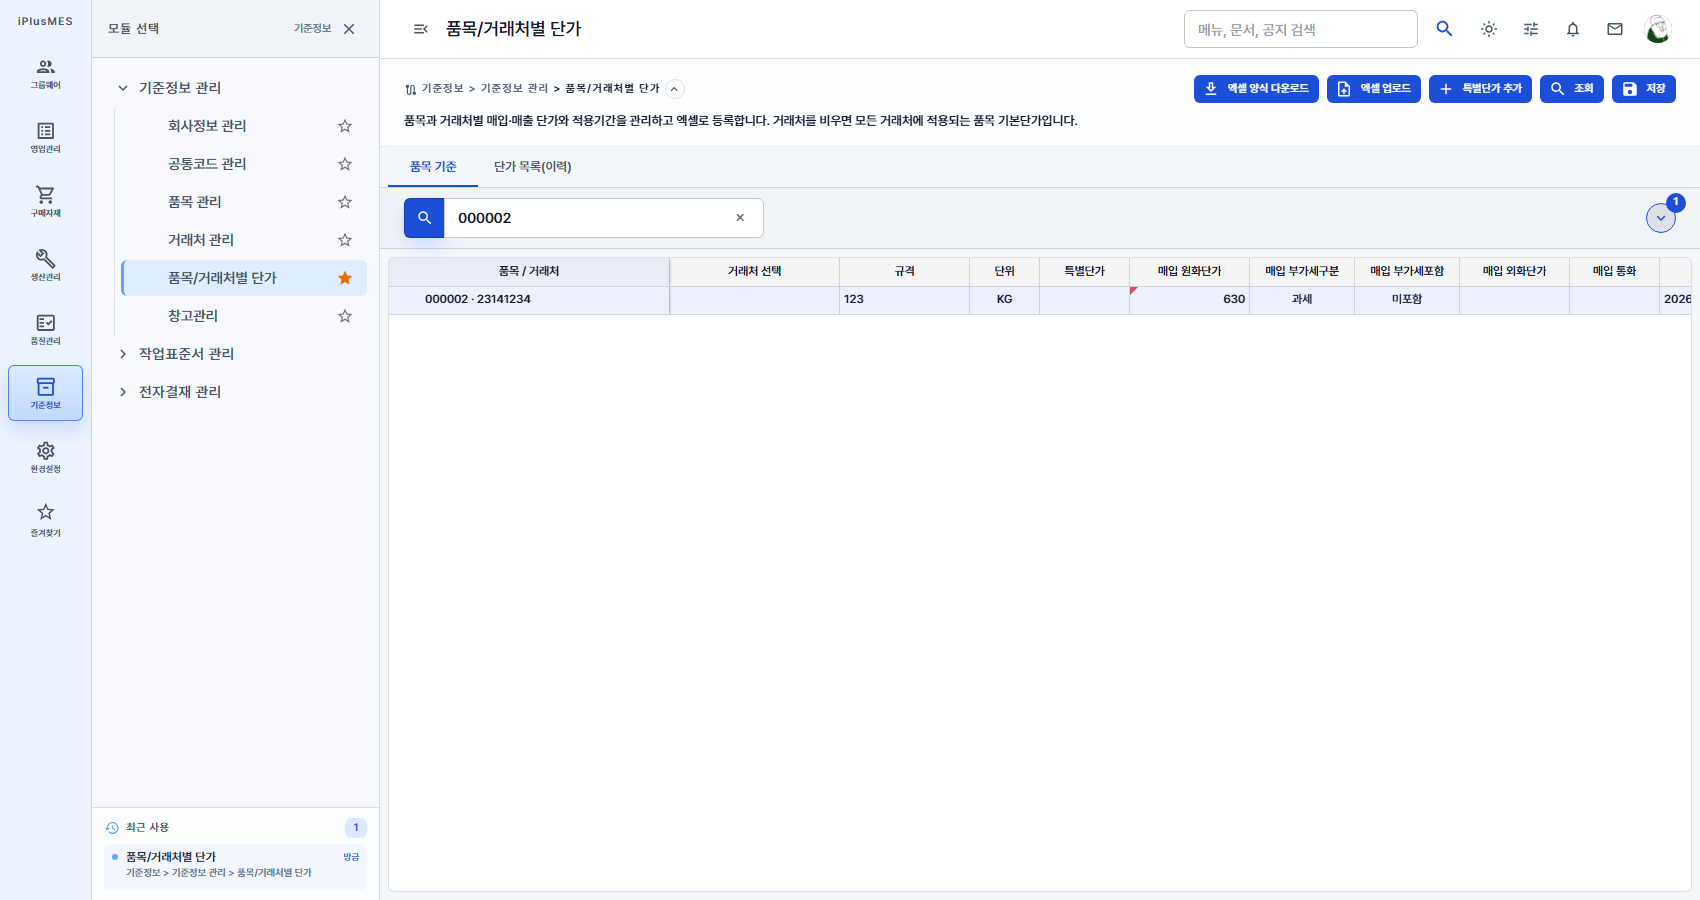 iPlusMES
그룹웨어
영업관리
구매자재
생산관리
품질관리
기준정보
환경설정
즐겨찾기
모듈 선택
기준정보
기준정보 관리
회사정보 관리
공통코드 관리
품목 관리
거래처 관리
품목/거래처별 단가
창고관리
작업표준서 관리
전자결재 관리
최근 사용
1
품목/거래처별 단가
방금
기준정보 > 기준정보 관리 > 품목/거래처별 단가
품목/거래처별 단가
메뉴, 문서, 공지 검색
기준정보 > 기준정보 관리 > 품목/거래처별 단가
엑셀 양식 다운로드
엑셀 업로드
특별단가 추가
조회
저장
품목과 거래처별 매입·매출 단가와 적용기간을 관리하고 엑셀로 등록합니다. 거래처를 비우면 모든 거래처에 적용되는 품목 기본단가입니다.
품목 기준
단가 목록(이력)
000002
1
품목 / 거래처 거래처 선택 규격 단위 특별단가 매입 원화단가 매입 부가세구분 매입 부가세포함 매입 외화단가 매입 통화
000002 · 23141234 123 KG 630 과세 미포함 2026